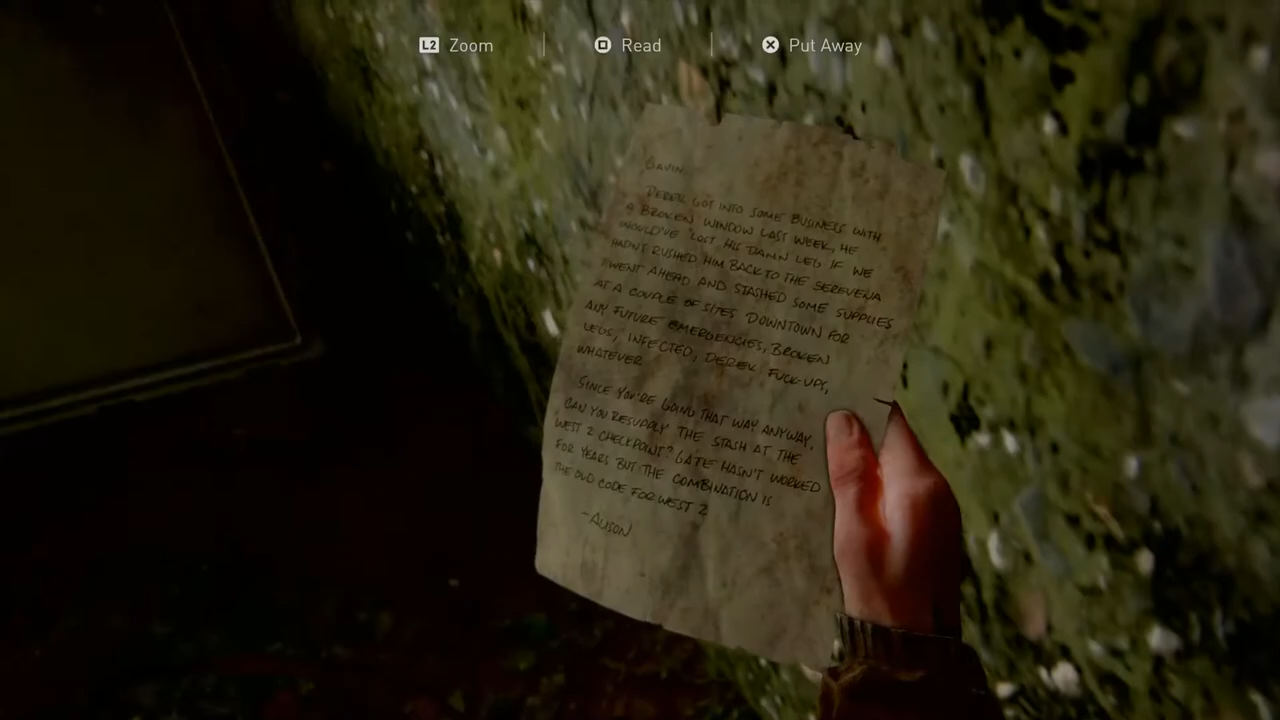 L2 Zoom
Read
Put Away
GAVIN
DEREK GOT INTO SOME BUSINESS WITH
A BROKEN WINDOW LAST WEEK, HE
WOULD'VE LOST HIS DAMN LEG IF WE
HADN'T RUSHED HIM BACK TO THE SEREVENA
I WENT AHEAD AND STASHED SOME SUPPLIES
AT A COUPLE OF SITES DOWNTOWN FOR
ANY FUTURE EMERGENCIES, BROKEN
LEGS, INFECTED, DEREK FUCK-UPS,
WHATEVER
SINCE YOU'RE GOING THAT WAY ANYWAY,
CAN YOU RESUPPLY THE STASH AT THE
WEST 2 CHECKPOINT? GATE HASN'T WORKED
FOR YEARS BUT THE COMBINATION IS
THE OLD CODE FOR WEST 2
-ALISON